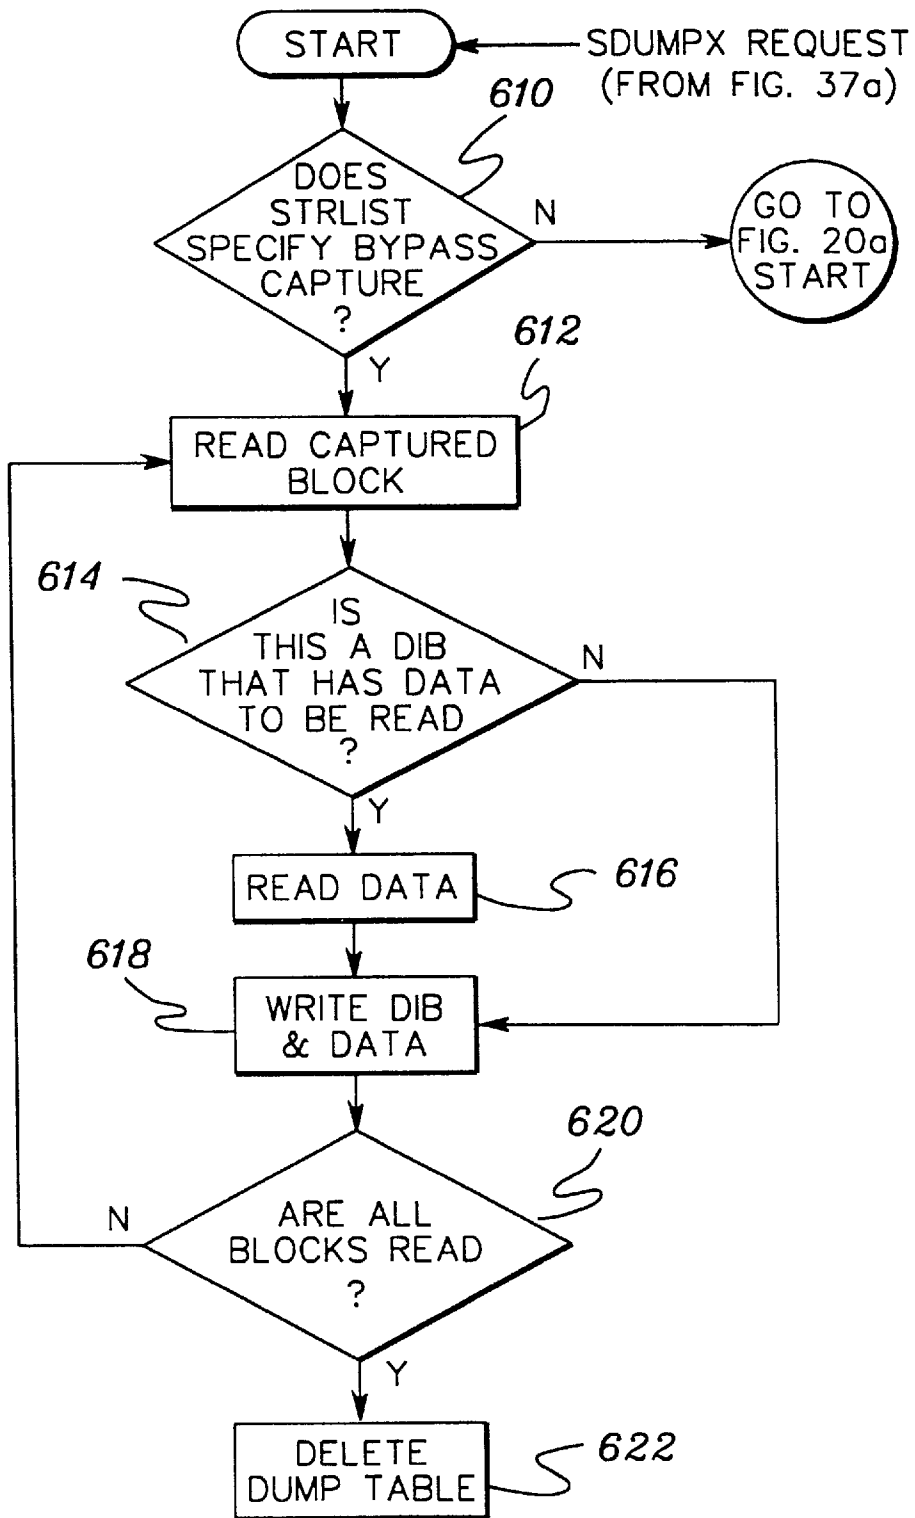 START
SDUMPX REQUEST
(FROM FIG. 37a)
610
DOES
STRLIST
SPECIFY BYPASS
CAPTURE
?
N
GO TO
FIG. 20a
START
Y
612
READ CAPTURED
BLOCK
614
IS
THIS A DIB
THAT HAS DATA
TO BE READ
?
N
Y
READ DATA
616
618
WRITE DIB
& DATA
620
N
ARE ALL
BLOCKS READ
?
Y
DELETE
DUMP TABLE
622